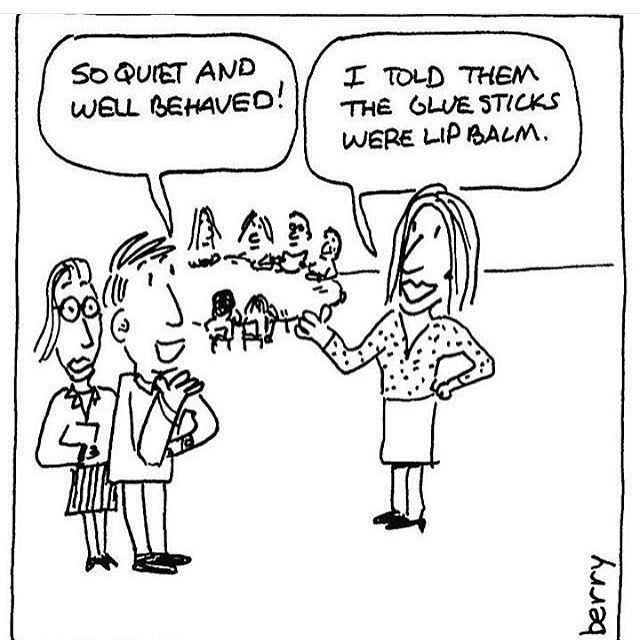 SO QUIET AND
WELL BEHAVED!
I TOLD THEM
THE GLUE STICKS
WERE LIP BALM.
berry